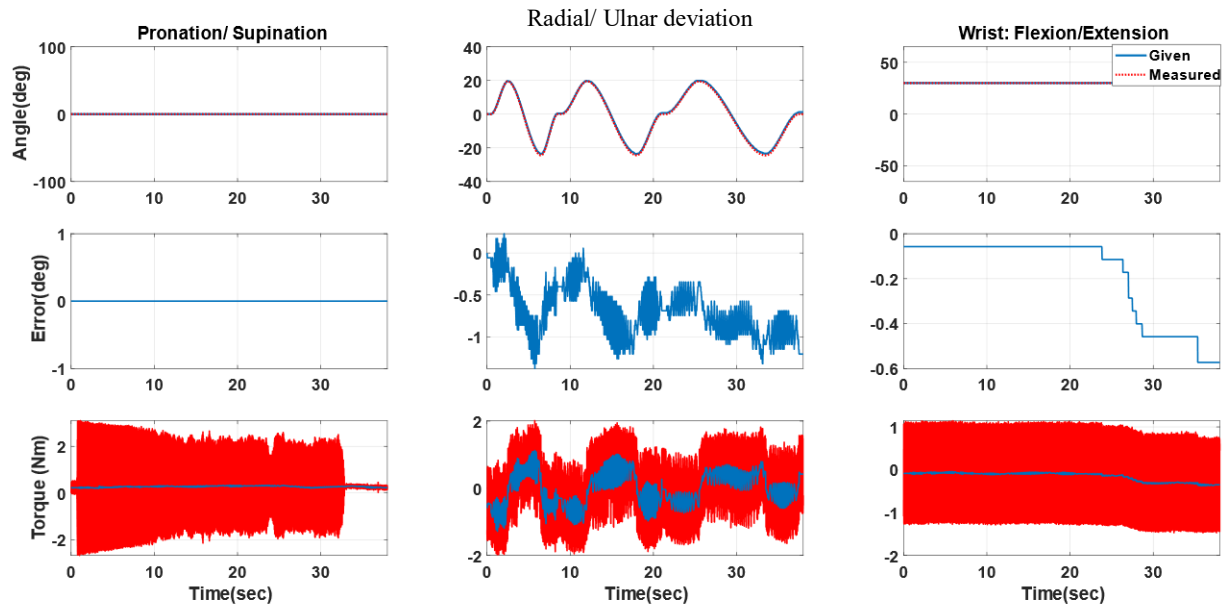 Pronation/ Supination
Radial/ Ulnar deviation
Wrist: Flexion/Extension
Given
Measured
Angle(deg)
100
0
-100
0 10 20 30
40
20
0
-20
-40
0 10 20 30
50
0
-50
0 10 20 30
Error(deg)
1
0
-1
0 10 20 30
0
-0.5
-1
0 10 20 30
0
-0.2
-0.4
-0.6
0 10 20 30
Torque (Nm)
2
0
-2
0 10 20 30
Time(sec)
2
0
-2
0 10 20 30
Time(sec)
1
0
-1
-2
0 10 20 30
Time(sec)